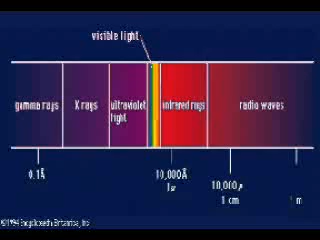 visible light
gamma rays
X rays
ultraviolet
light
infrared rays
radio waves
0.1Å
10,000Å
10,000μ
1 cm
1 m
©1994 Encyclopaedia Britannica, Inc.